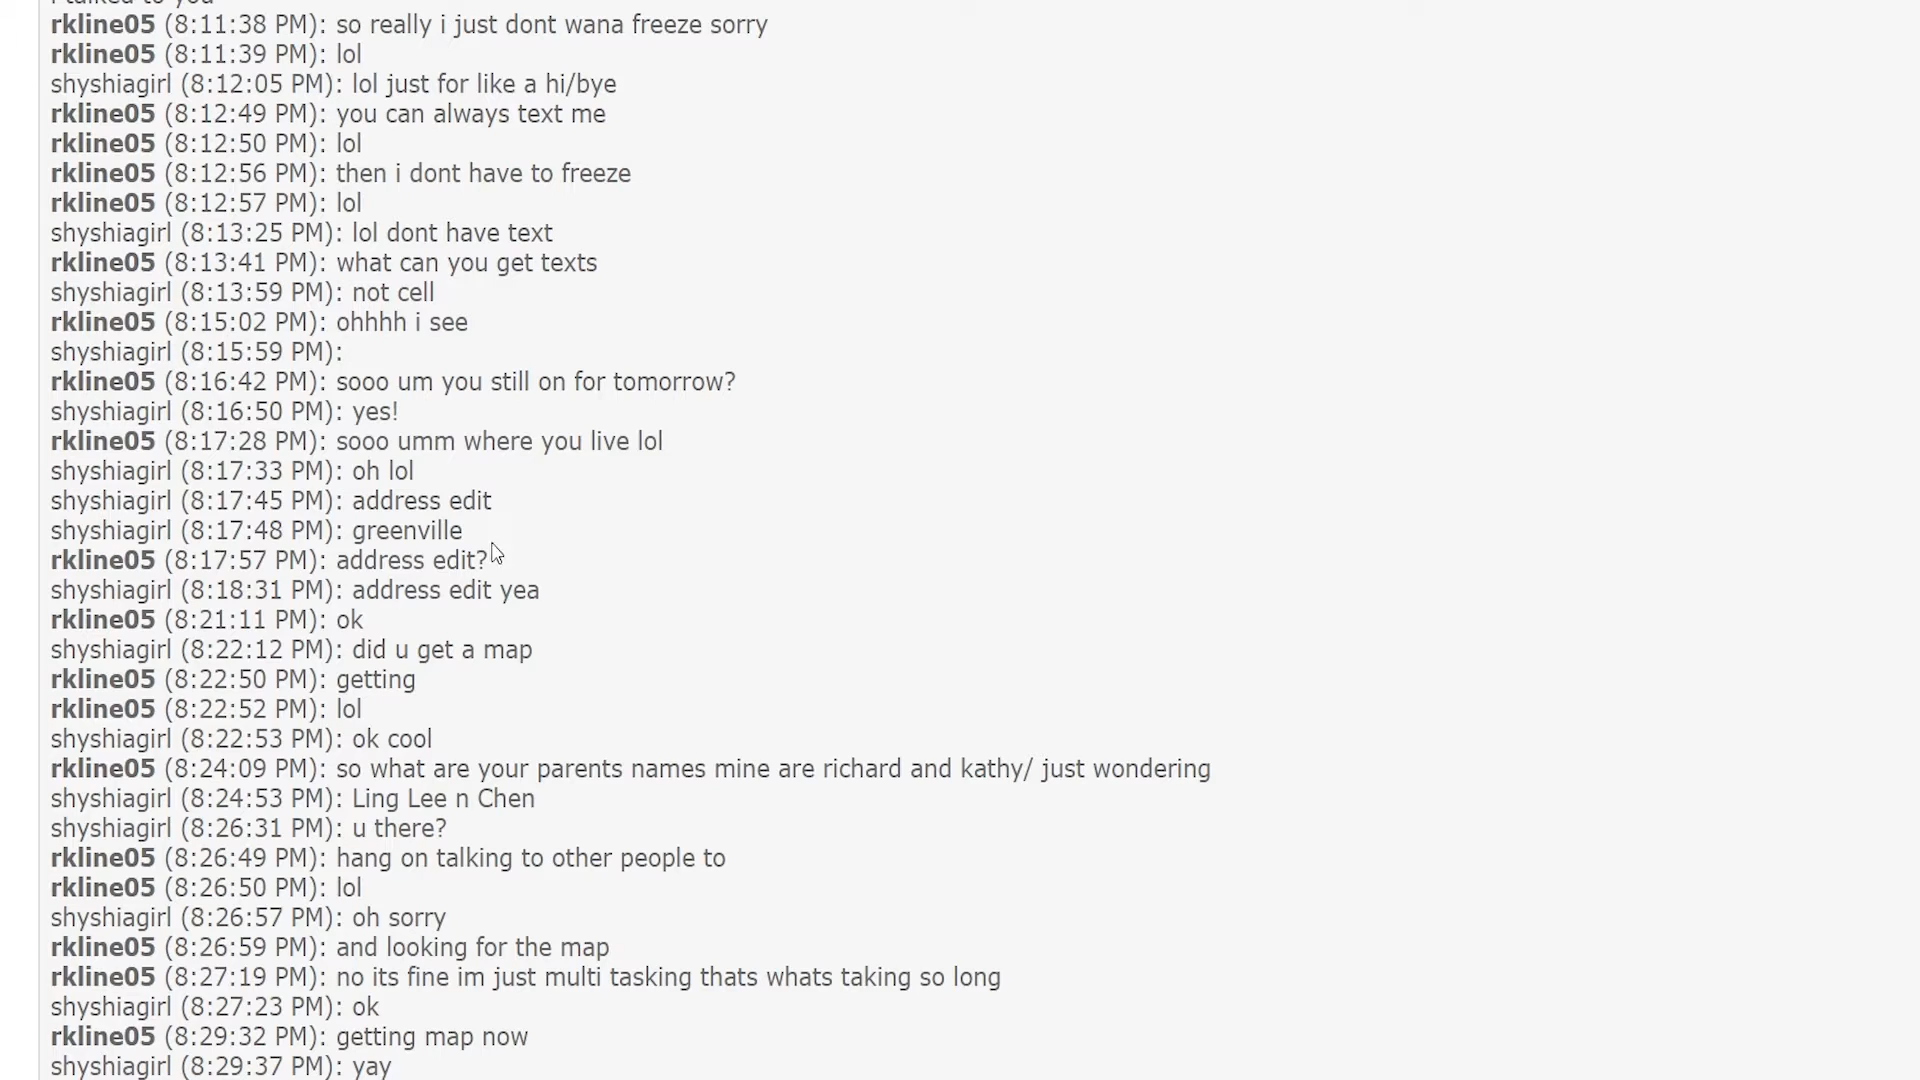 I talked to you
rkline05 (8:11:38 PM): so really i just dont wana freeze sorry
rkline05 (8:11:39 PM): lol
shyshiagirl (8:12:05 PM): lol just for like a hi/bye
rkline05 (8:12:49 PM): you can always text me
rkline05 (8:12:50 PM): lol
rkline05 (8:12:56 PM): then i dont have to freeze
rkline05 (8:12:57 PM): lol
shyshiagirl (8:13:25 PM): lol dont have text
rkline05 (8:13:41 PM): what can you get texts
shyshiagirl (8:13:59 PM): not cell
rkline05 (8:15:02 PM): ohhhh i see
shyshiagirl (8:15:59 PM):
rkline05 (8:16:42 PM): sooo um you still on for tomorrow?
shyshiagirl (8:16:50 PM): yes!
rkline05 (8:17:28 PM): sooo umm where you live lol
shyshiagirl (8:17:33 PM): oh lol
shyshiagirl (8:17:45 PM): address edit
shyshiagirl (8:17:48 PM): greenville
rkline05 (8:17:57 PM): address edit?
shyshiagirl (8:18:31 PM): address edit yea
rkline05 (8:21:11 PM): ok
shyshiagirl (8:22:12 PM): did u get a map
rkline05 (8:22:50 PM): getting
rkline05 (8:22:52 PM): lol
shyshiagirl (8:22:53 PM): ok cool
rkline05 (8:24:09 PM): so what are your parents names mine are richard and kathy/ just wondering
shyshiagirl (8:24:53 PM): Ling Lee n Chen
shyshiagirl (8:26:31 PM): u there?
rkline05 (8:26:49 PM): hang on talking to other people to
rkline05 (8:26:50 PM): lol
shyshiagirl (8:26:57 PM): oh sorry
rkline05 (8:26:59 PM): and looking for the map
rkline05 (8:27:19 PM): no its fine im just multi tasking thats whats taking so long
shyshiagirl (8:27:23 PM): ok
rkline05 (8:29:32 PM): getting map now
shyshiagirl (8:29:37 PM): yay